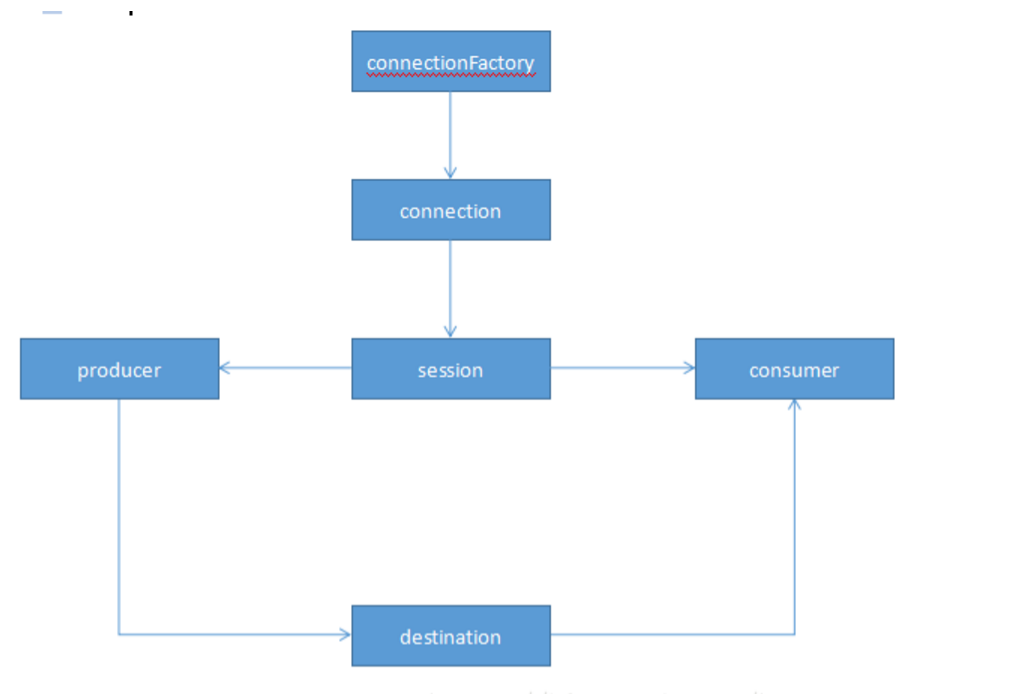 connectionFactory
connection
producer
session
consumer
destination